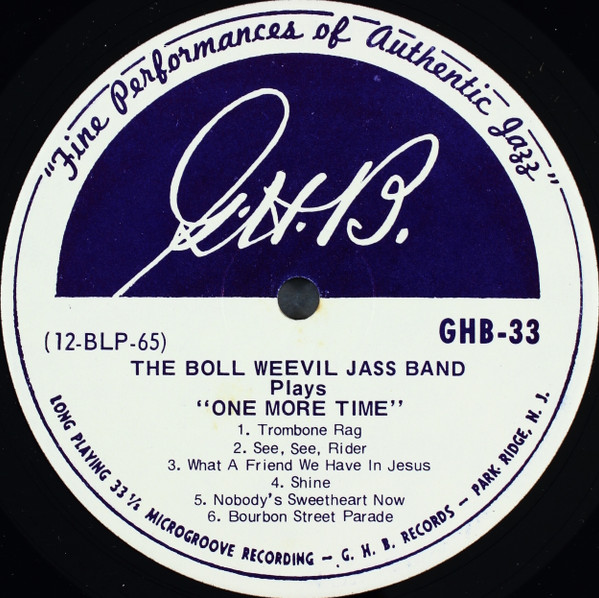 "Fine Performances of Authentic Jazz"
G.H.B.
(12-BLP-65)
GHB-33
THE BOLL WEEVIL JASS BAND
Plays
"ONE MORE TIME"
1. Trombone Rag
2. See, See, Rider
3. What A Friend We Have In Jesus
4. Shine
5. Nobody's Sweetheart Now
6. Bourbon Street Parade
LONG PLAYING 33 ⅓ MICROGROOVE RECORDING – G. H. B. RECORDS – PARK RIDGE, N. J.